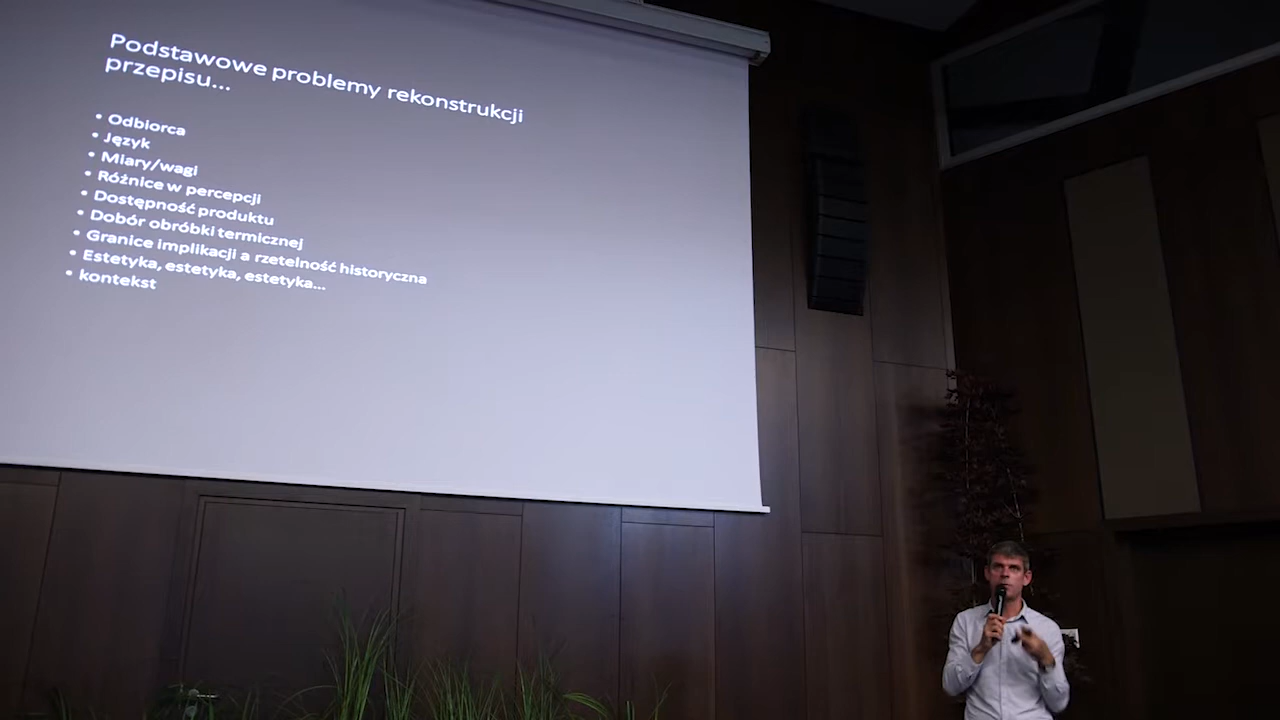 Podstawowe problemy rekonstrukcji
przepisu...
• Odbiorca
• Język
• Miary/wagi
• Różnice w percepcji
• Dostępność produktu
• Dobór obróbki termicznej
• Granice implikacji a rzetelność historyczna
• Estetyka, estetyka, estetyka...
• kontekst